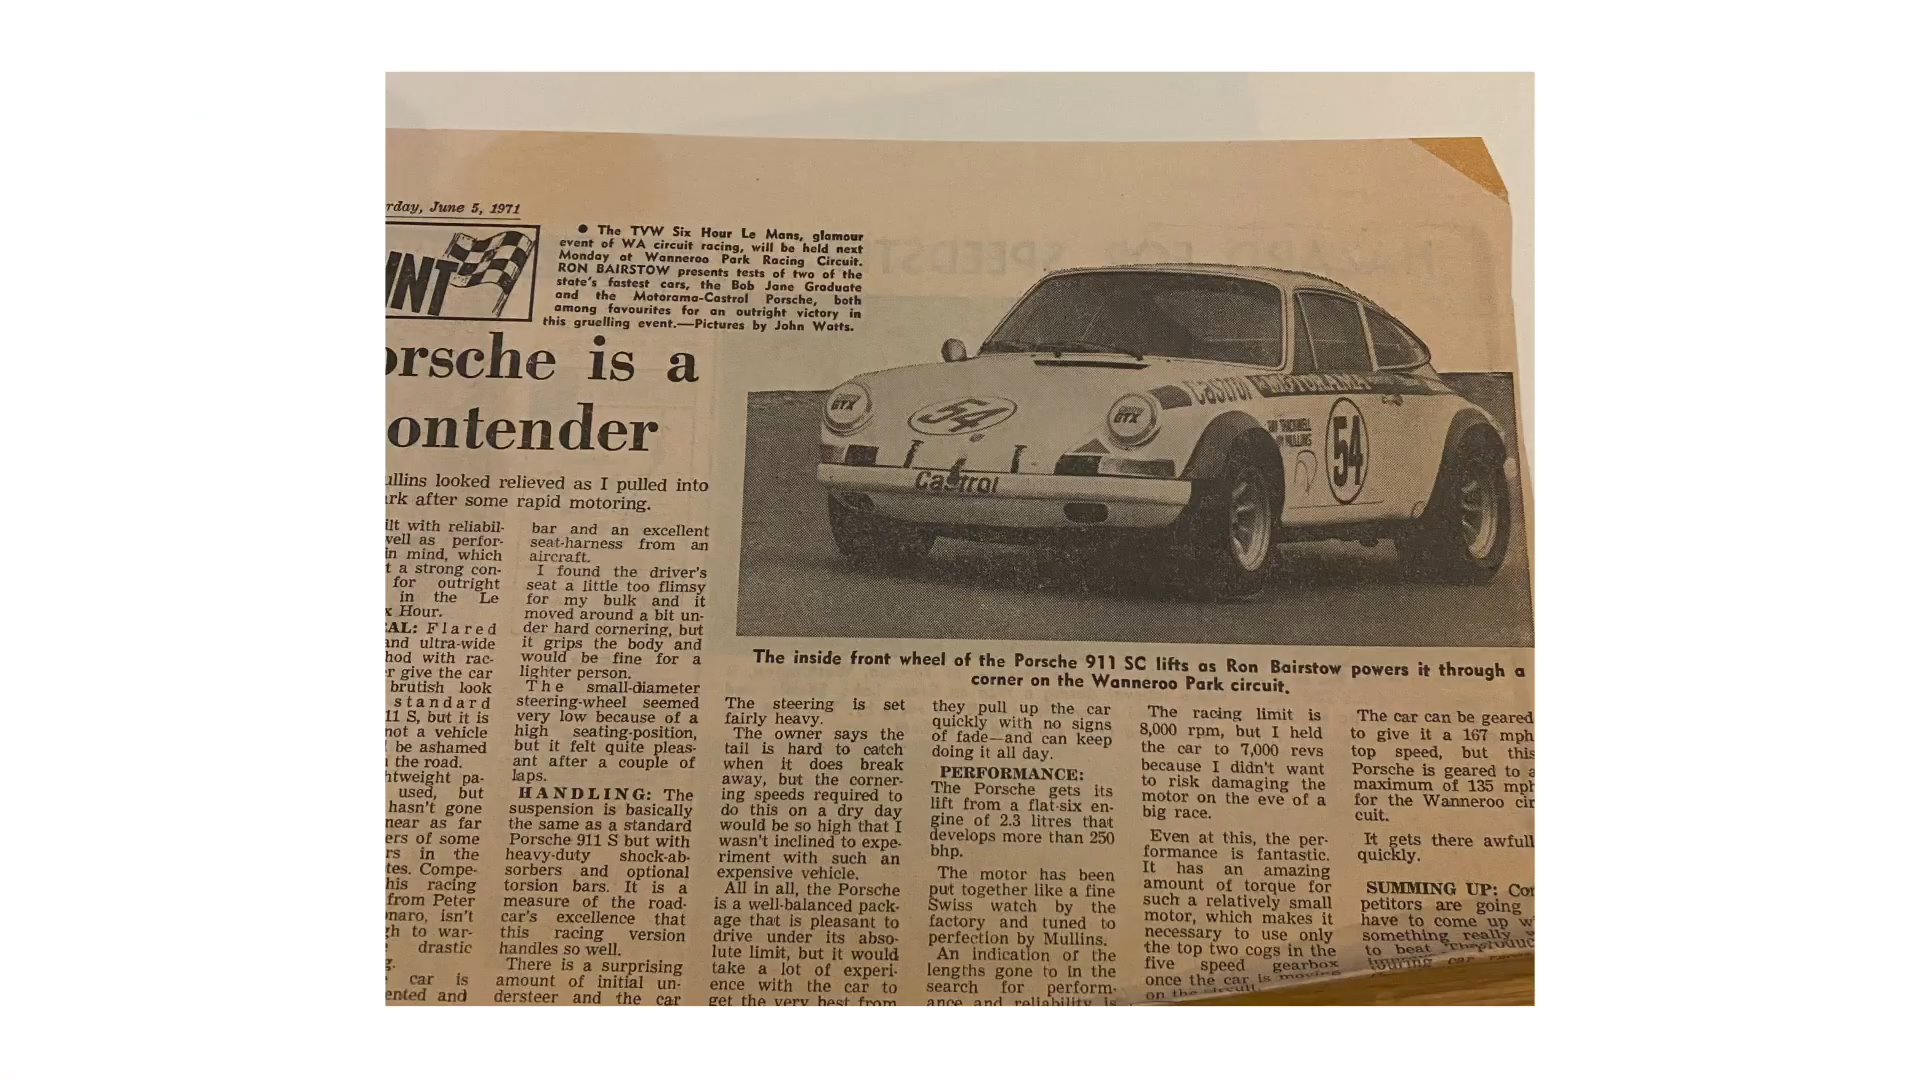 rday, June 5, 1971
● The TVW Six Hour Le Mans, glamour
event of WA circuit racing, will be held next
Monday at Wanneroo Park Racing Circuit.
RON BAIRSTOW presents tests of two of the
state's fastest cars, the Bob Jane Graduate
and the Motorama-Castrol Porsche, both
among favourites for an outright victory in
this gruelling event.—Pictures by John Watts.
INT
orsche is a
ontender
ullins looked relieved as I pulled into
rk after some rapid motoring.
ilt with reliabil-
vell as perfor-
in mind, which
t a strong con-
for outright
in the Le
x Hour.
AL: Flared
and ultra-wide
hod with rac-
r give the car
brutish look
standard
11 S, but it is
not a vehicle
be ashamed
the road.
htweight pa-
used, but
hasn't gone
near as far
ers of some
rs in the
tes. Compe-
his racing
from Peter
onaro, isn't
gh to war-
drastic
g.
car is
ented and
bar and an excellent
seat-harness from an
aircraft.
I found the driver's
seat a little too flimsy
for my bulk and it
moved around a bit un-
der hard cornering, but
it grips the body and
would be fine for a
lighter person.
The small-diameter
steering-wheel seemed
very low because of a
high seating-position,
but it felt quite pleas-
ant after a couple of
laps.
HANDLING: The
suspension is basically
the same as a standard
Porsche 911 S but with
heavy-duty shock-ab-
sorbers and optional
torsion bars. It is a
measure of the road-
car's excellence that
this racing version
handles so well.
There is a surprising
amount of initial un-
dersteer and the car
GTX
54
GTX
Castrol
Castrol MOTORAMA
MULLINS
54
The inside front wheel of the Porsche 911 SC lifts as Ron Bairstow powers it through a
corner on the Wanneroo Park circuit.
The steering is set
fairly heavy.
The owner says the
tail is hard to catch
when it does break
away, but the corner-
ing speeds required to
do this on a dry day
would be so high that I
wasn't inclined to expe-
riment with such an
expensive vehicle.
All in all, the Porsche
is a well-balanced pack-
age that is pleasant to
drive under its abso-
lute limit, but it would
take a lot of experi-
ence with the car to
get the very best from
they pull up the car
quickly with no signs
of fade—and can keep
doing it all day.
PERFORMANCE:
The Porsche gets its
lift from a flat-six en-
gine of 2.3 litres that
develops more than 250
bhp.
The motor has been
put together like a fine
Swiss watch by the
factory and tuned to
perfection by Mullins.
An indication of the
lengths gone to in the
search for perform-
ance and reliability is
The racing limit is
8,000 rpm, but I held
the car to 7,000 revs
because I didn't want
to risk damaging the
motor on the eve of a
big race.
Even at this, the per-
formance is fantastic.
It has an amazing
amount of torque for
such a relatively small
motor, which makes it
necessary to use only
the top two cogs in the
five speed gearbox
once the car is moving
on the circuit.
The car can be geared
to give it a 167 mph
top speed, but this
Porsche is geared to a
maximum of 135 mph
for the Wanneroo cir
cuit.
It gets there awfull
quickly.
SUMMING UP: Co
petitors are going
have to come up w
something really
to beat
touring car